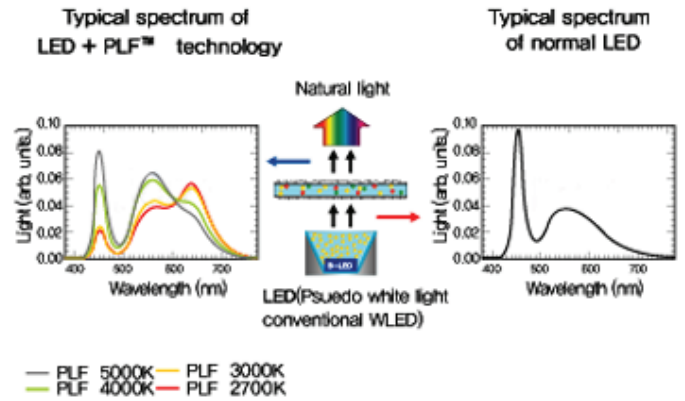 Typical spectrum of
LED + PLF™ technology
Typical spectrum
of normal LED
Natural light
Light (arb, units.)
0.10
0.08
0.06
0.04
0.02
0.00
400 500 600 700
Wavelength (nm)
B-LED
LED(Psuedo white light
conventional WLED)
Light (arb, units.)
0.10
0.08
0.06
0.04
0.02
0.00
400 500 600 700
Wavelength (nm)
PLF 5000K
PLF 3000K
PLF 4000K
PLF 2700K